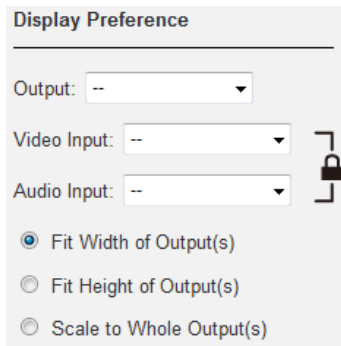 Display Preference
Output: --
Video Input: --
Audio Input: --
Fit Width of Output(s)
Fit Height of Output(s)
Scale to Whole Output(s)